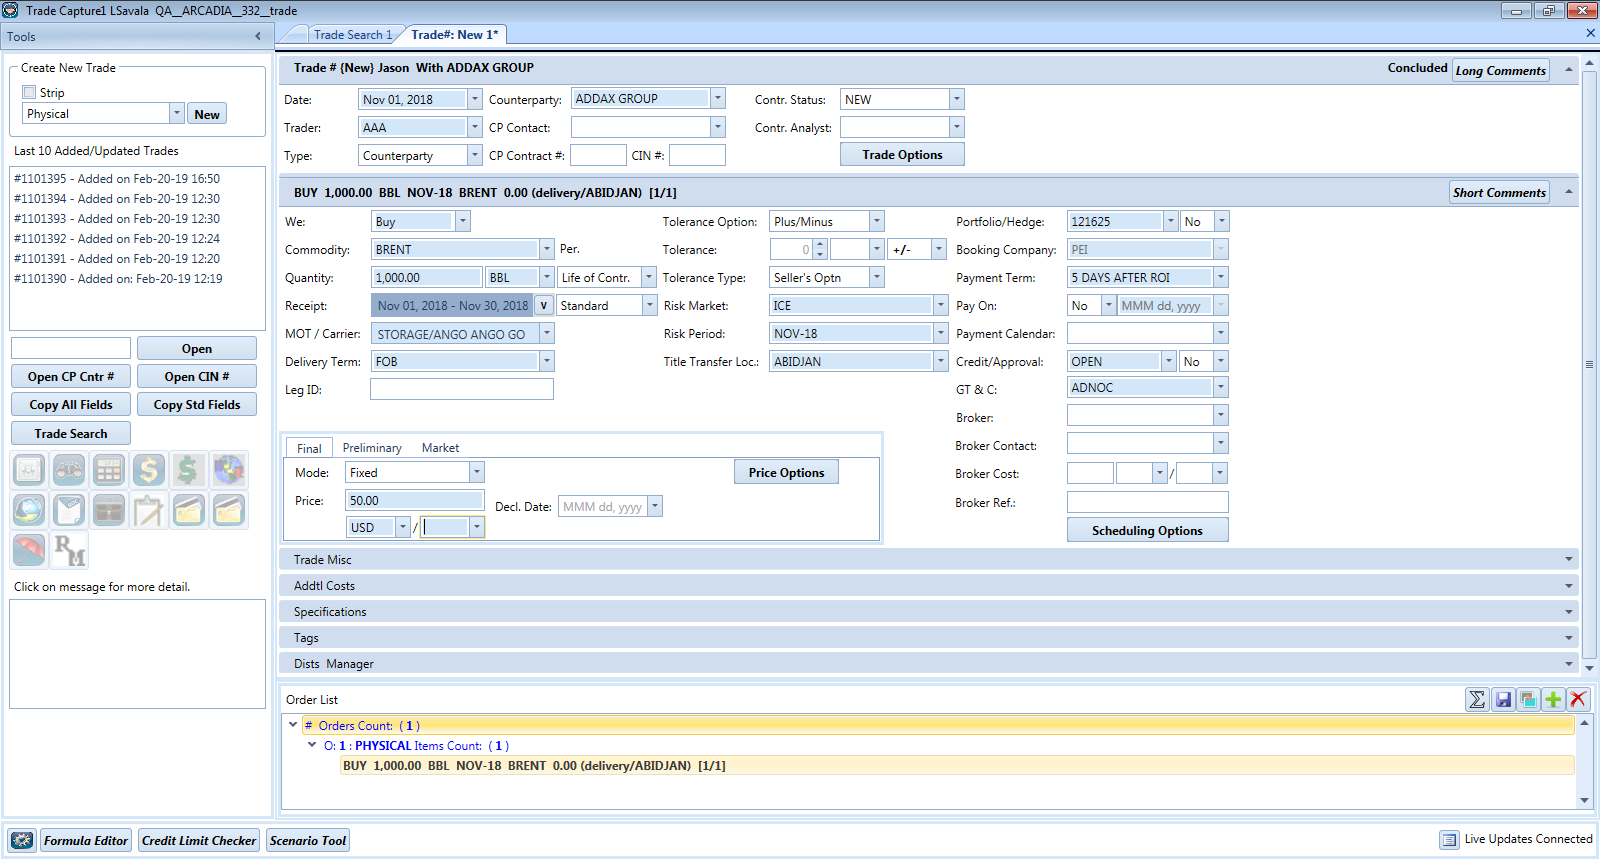 Trade Capture1 LSavala  QA__ARCADIA__332__trade
Tools
Trade Search 1
Trade#: New 1*
Create New Trade
Strip
Physical
New
Last 10 Added/Updated Trades
#1101395 - Added on Feb-20-19 16:50
#1101394 - Added on Feb-20-19 12:30
#1101393 - Added on Feb-20-19 12:30
#1101392 - Added on Feb-20-19 12:24
#1101391 - Added on Feb-20-19 12:20
#1101390 - Added on: Feb-20-19 12:19
Open
Open CP Cntr #
Open CIN #
Copy All Fields
Copy Std Fields
Trade Search
RM
Click on message for more detail.
Trade # {New} Jason  With ADDAX GROUP
Concluded
Long Comments
Date: Nov 01, 2018 Counterparty: ADDAX GROUP Contr. Status: NEW
Trader: AAA CP Contact: Contr. Analyst:
Type: Counterparty CP Contract #: CIN #: Trade Options
BUY  1,000.00  BBL  NOV-18  BRENT  0.00 (delivery/ABIDJAN)  [1/1]
Short Comments
We: Buy Tolerance Option: Plus/Minus Portfolio/Hedge: 121625 No
Commodity: BRENT Per. Tolerance: 0 +/- Booking Company: PEI
Quantity: 1,000.00 BBL Life of Contr. Tolerance Type: Seller's Optn Payment Term: 5 DAYS AFTER ROI
Receipt: Nov 01, 2018 - Nov 30, 2018 v Standard Risk Market: ICE Pay On: No MMM dd, yyyy
MOT / Carrier: STORAGE/ANGO ANGO GO Risk Period: NOV-18 Payment Calendar:
Delivery Term: FOB Title Transfer Loc.: ABIDJAN Credit/Approval: OPEN No
Leg ID: GT & C: ADNOC
Broker:
Broker Contact:
Broker Cost: /
Broker Ref.:
Scheduling Options
Final Preliminary Market
Mode: Fixed Price Options
Price: 50.00 Decl. Date: MMM dd, yyyy
USD /
Trade Misc
Addtl Costs
Specifications
Tags
Dists  Manager
Order List
#  Orders Count:  ( 1 )
O: 1 : PHYSICAL Items Count:  ( 1 )
BUY  1,000.00  BBL  NOV-18  BRENT  0.00 (delivery/ABIDJAN)  [1/1]
Formula Editor
Credit Limit Checker
Scenario Tool
Live Updates Connected